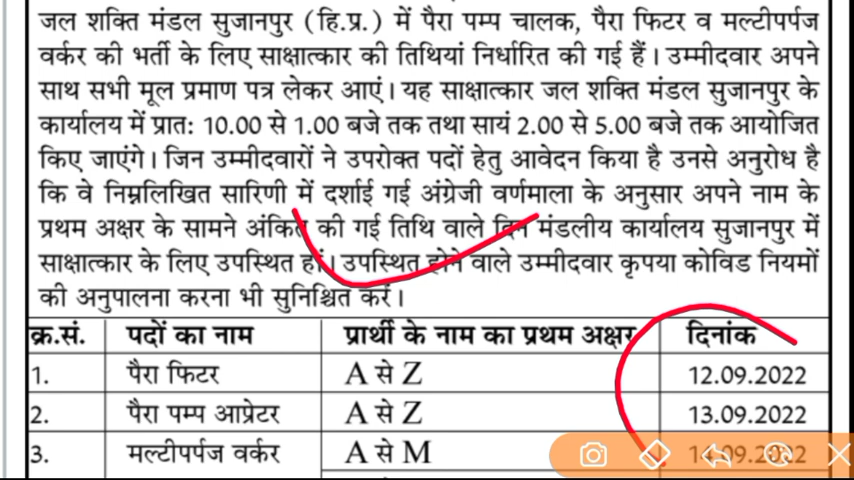 जल शक्ति मंडल सुजानपुर (हि.प्र.) में पैरा पम्प चालक, पैरा फिटर व मल्टीपर्पज
वर्कर की भर्ती के लिए साक्षात्कार की तिथियां निर्धारित की गई हैं। उम्मीदवार अपने
साथ सभी मूल प्रमाण पत्र लेकर आएं। यह साक्षात्कार जल शक्ति मंडल सुजानपुर के
कार्यालय में प्रात: 10.00 से 1.00 बजे तक तथा सायं 2.00 से 5.00 बजे तक आयोजित
किए जाएंगे। जिन उम्मीदवारों ने उपरोक्त पदों हेतु आवेदन किया है उनसे अनुरोध है
कि वे निम्नलिखित सारिणी में दर्शाई गई अंग्रेजी वर्णमाला के अनुसार अपने नाम के
प्रथम अक्षर के सामने अंकित की गई तिथि वाले दिन मंडलीय कार्यालय सुजानपुर में
साक्षात्कार के लिए उपस्थित हों। उपस्थित होने वाले उम्मीदवार कृपया कोविड नियमों
की अनुपालना करना भी सुनिश्चित करें।
क्र.सं. पदों का नाम प्रार्थी के नाम का प्रथम अक्षर दिनांक
1. पैरा फिटर A से Z 12.09.2022
2. पैरा पम्प आप्रेटर A से Z 13.09.2022
3. मल्टीपर्पज वर्कर A से M 14.09.2022